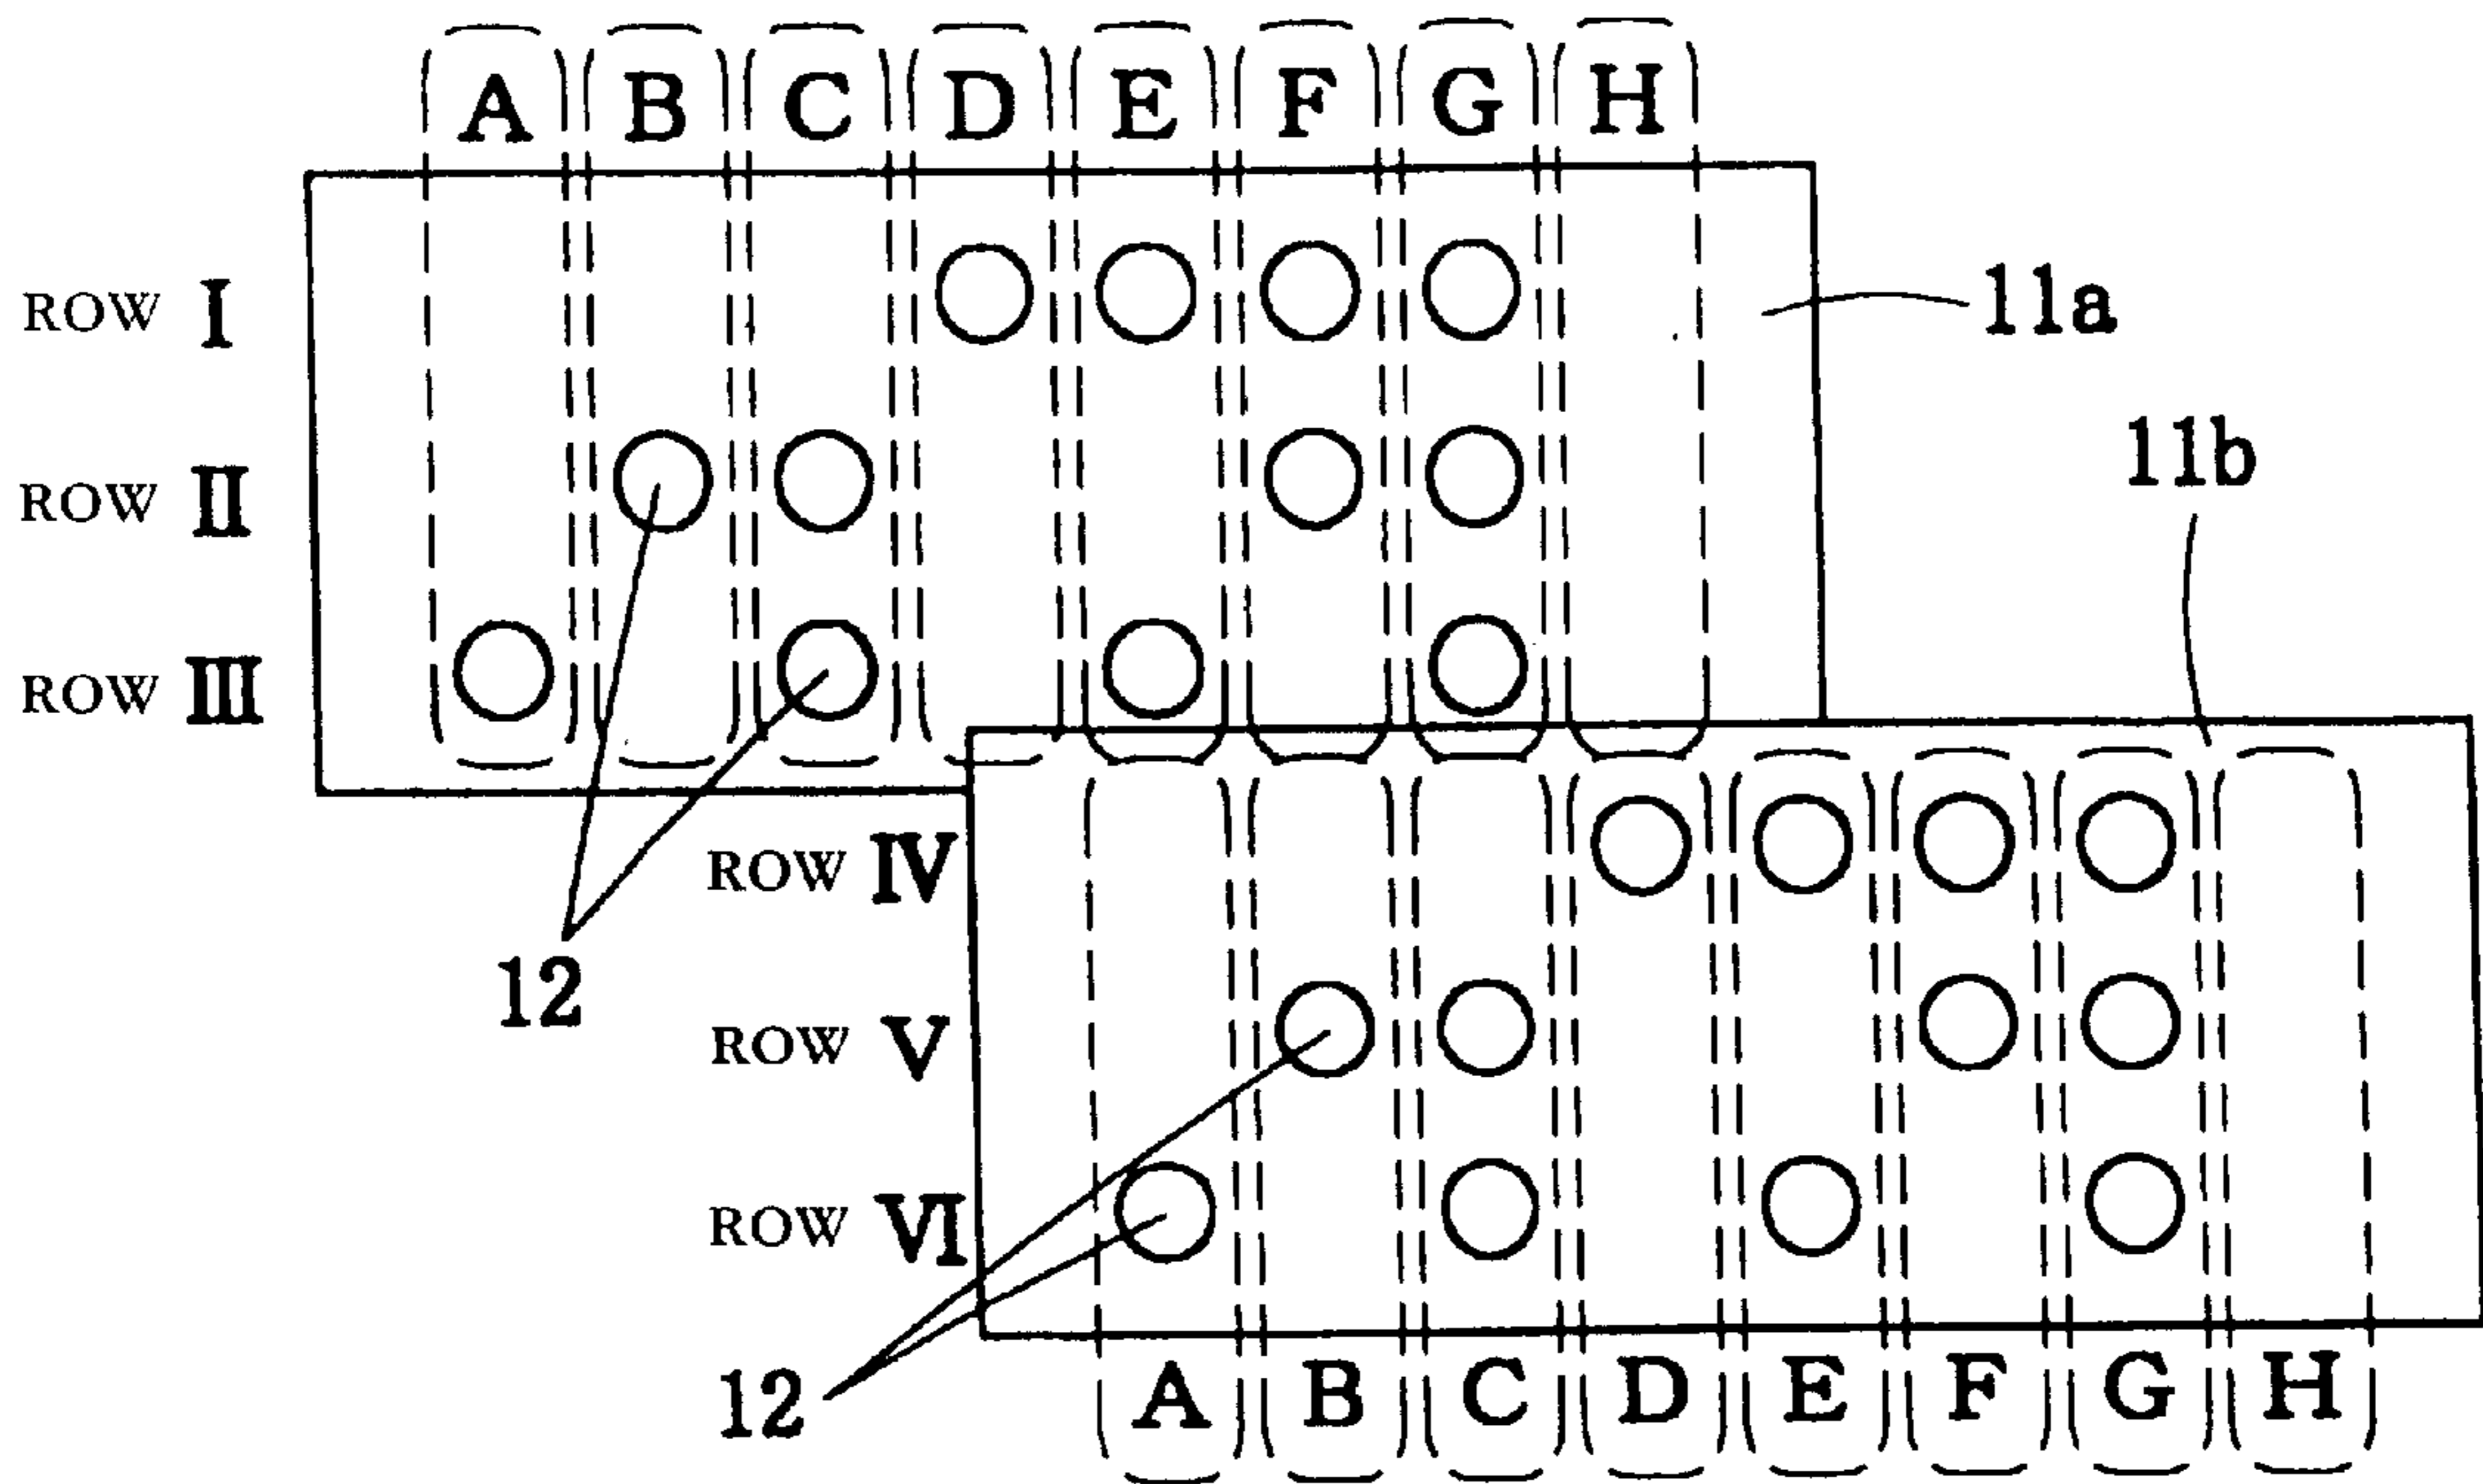 A B C D E F G H
ROW I
11a
11b
ROW II
ROW III
ROW IV
12
ROW V
ROW VI
12
A B C D E F G H